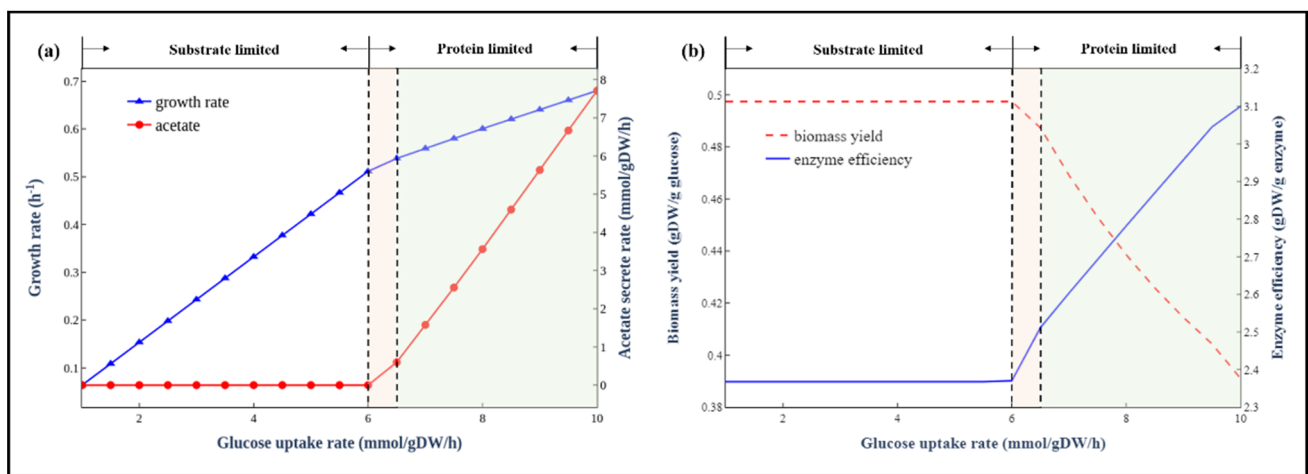 (a)
Substrate limited
Protein limited
growth rate
acetate
0.7
0.6
0.5
0.4
0.3
0.2
0.1
Growth rate (h-1)
8
7
6
5
4
3
2
1
0
Acetate secrete rate (mmol/gDW/h)
2
4
6
8
10
Glucose uptake rate (mmol/gDW/h)
(b)
Substrate limited
Protein limited
biomass yield
enzyme efficiency
0.5
0.48
0.46
0.44
0.42
0.4
0.38
Biomass yield (gDW/g glucose)
3.2
3.1
3
2.9
2.8
2.7
2.6
2.5
2.4
2.3
Enzyme efficiency (gDW/g enzyme)
2
4
6
8
10
Glucose uptake rate (mmol/gDW/h)